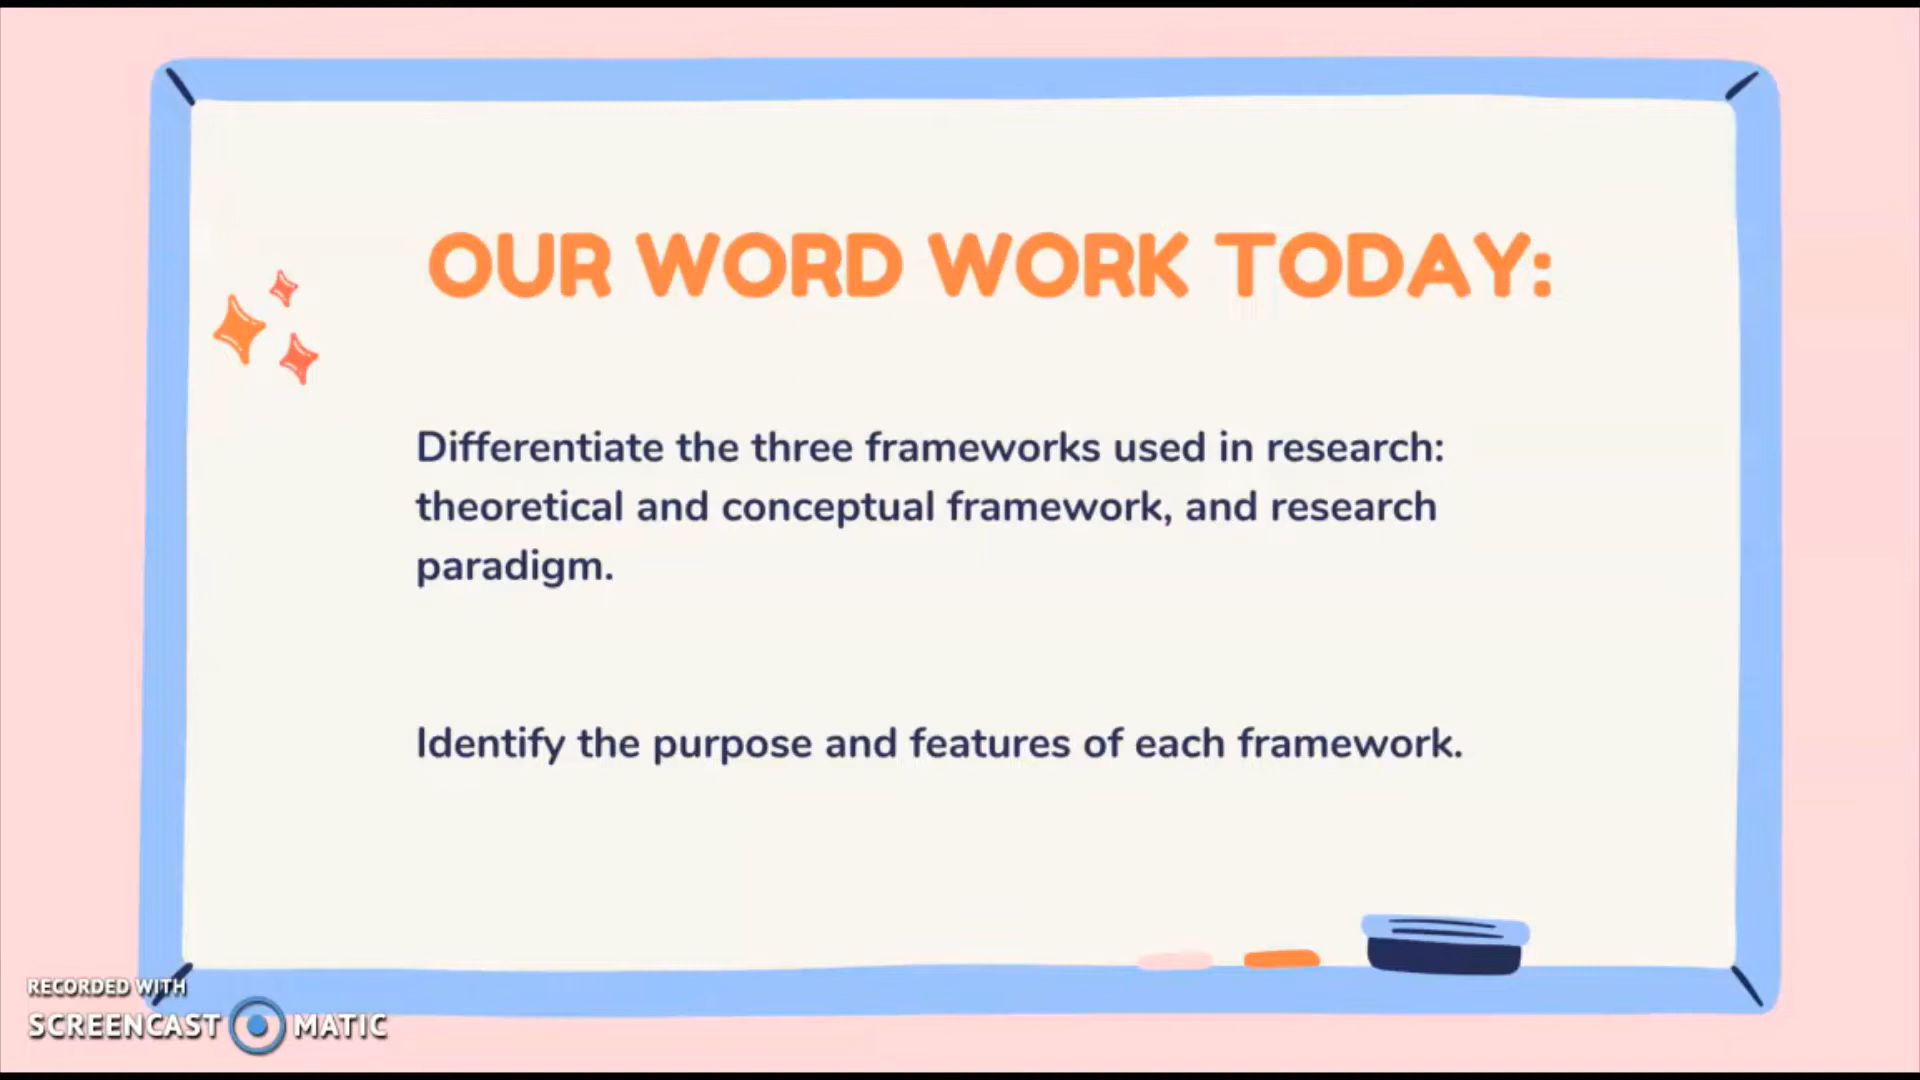 OUR WORD WORK TODAY:
Differentiate the three frameworks used in research:
theoretical and conceptual framework, and research
paradigm.
Identify the purpose and features of each framework.
RECORDED WITH
SCREENCAST MATIC